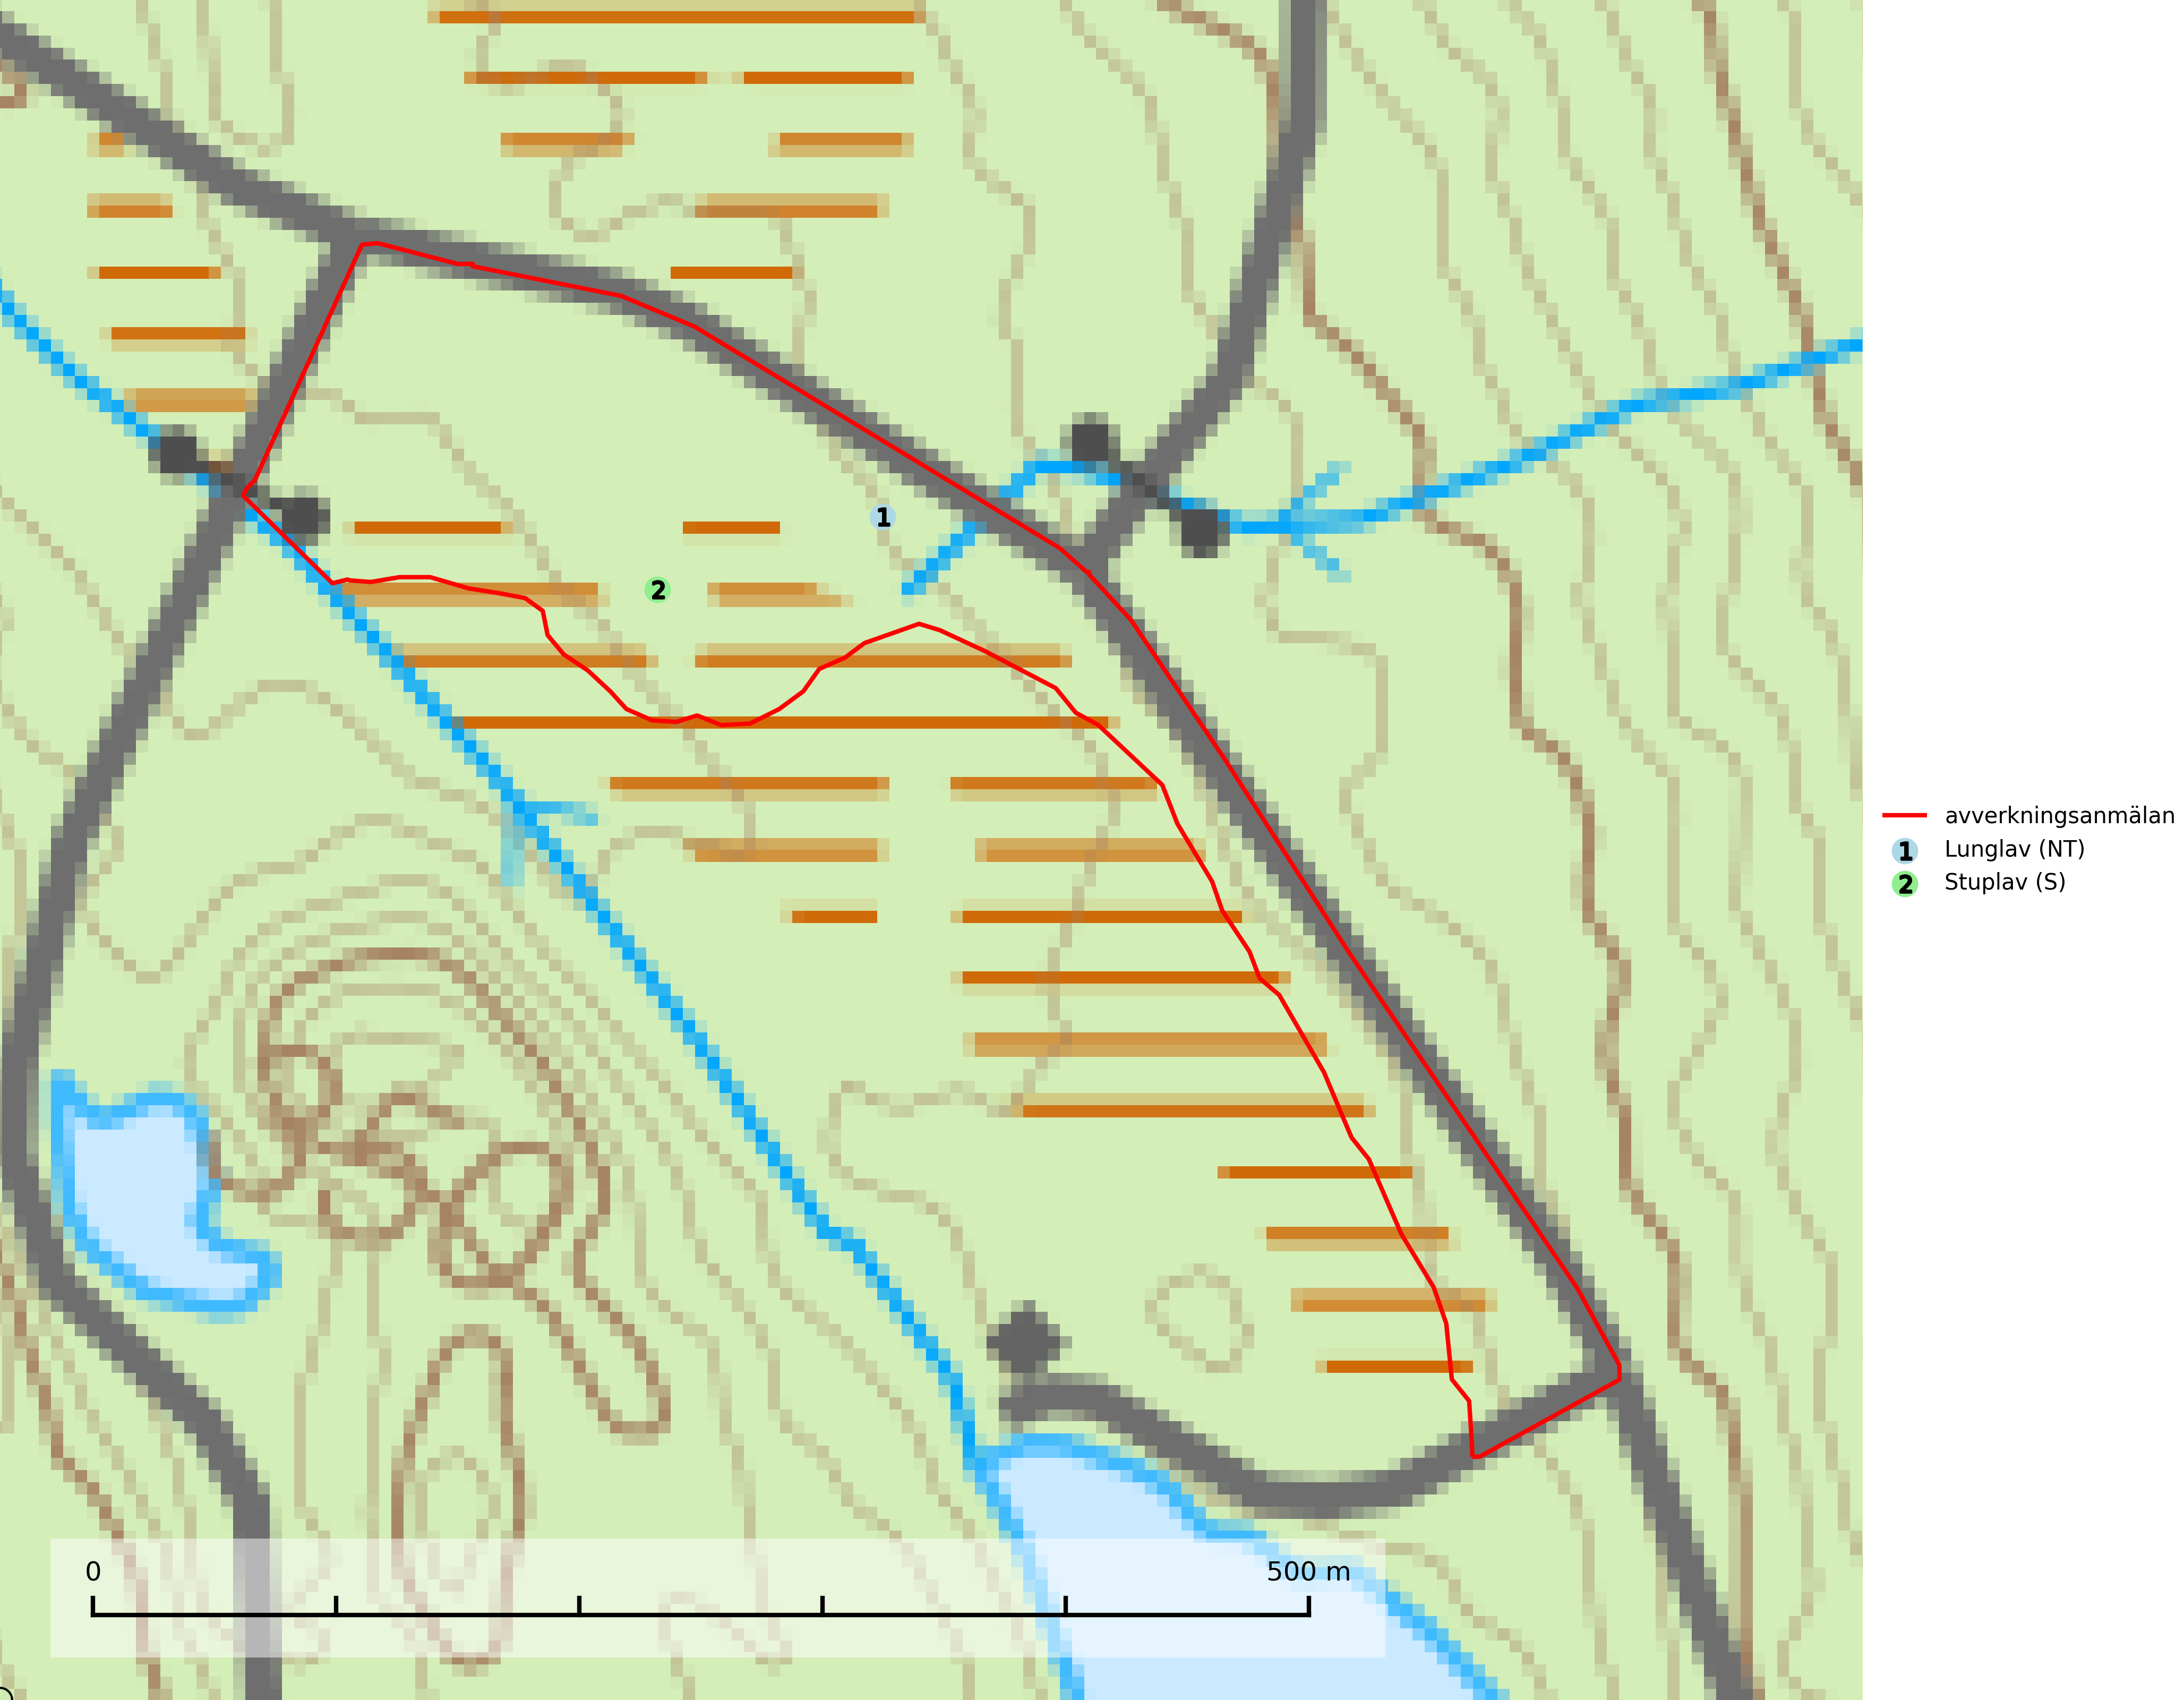 1
2
avverkningsanmälan
1 Lunglav (NT)
2 Stuplav (S)
0 500 m